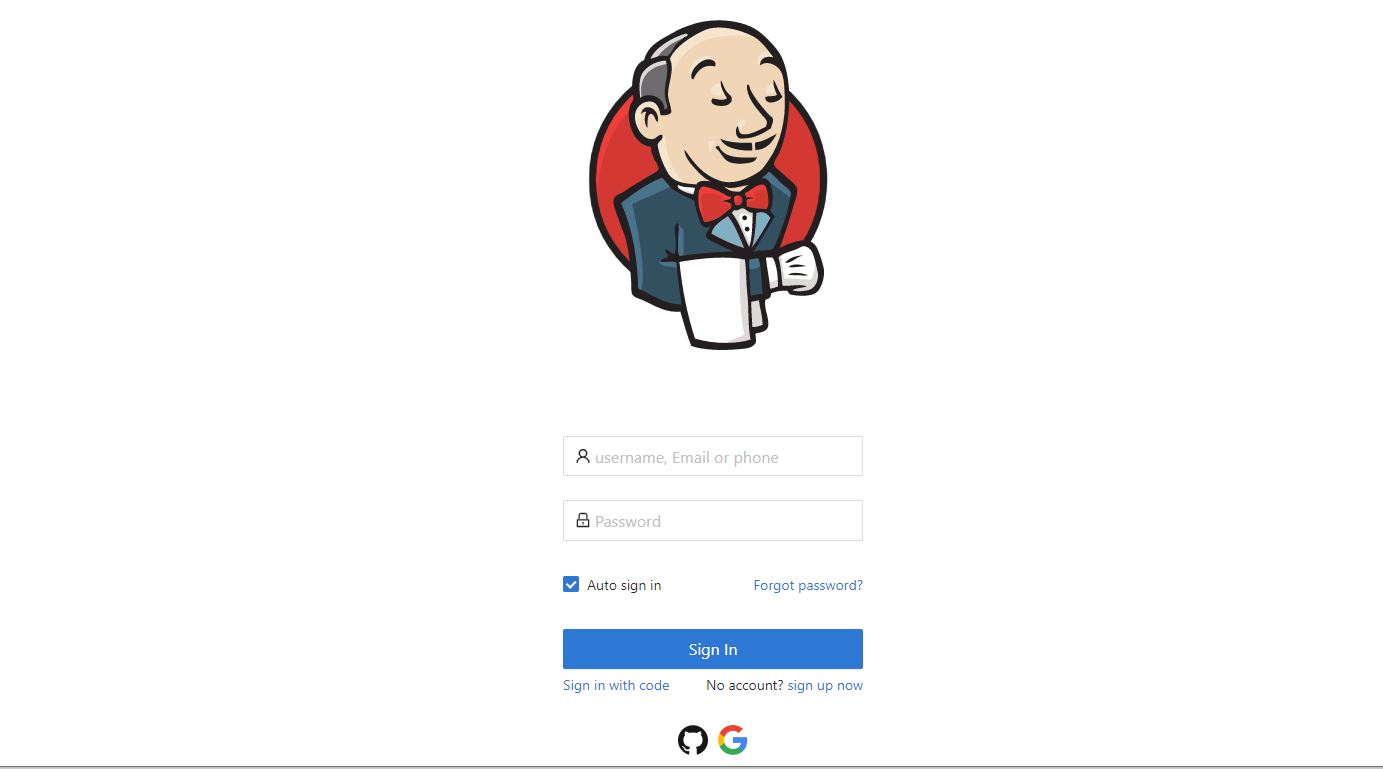 username, Email or phone
Password
Auto sign in Forgot password?
Sign In
Sign in with code No account? sign up now